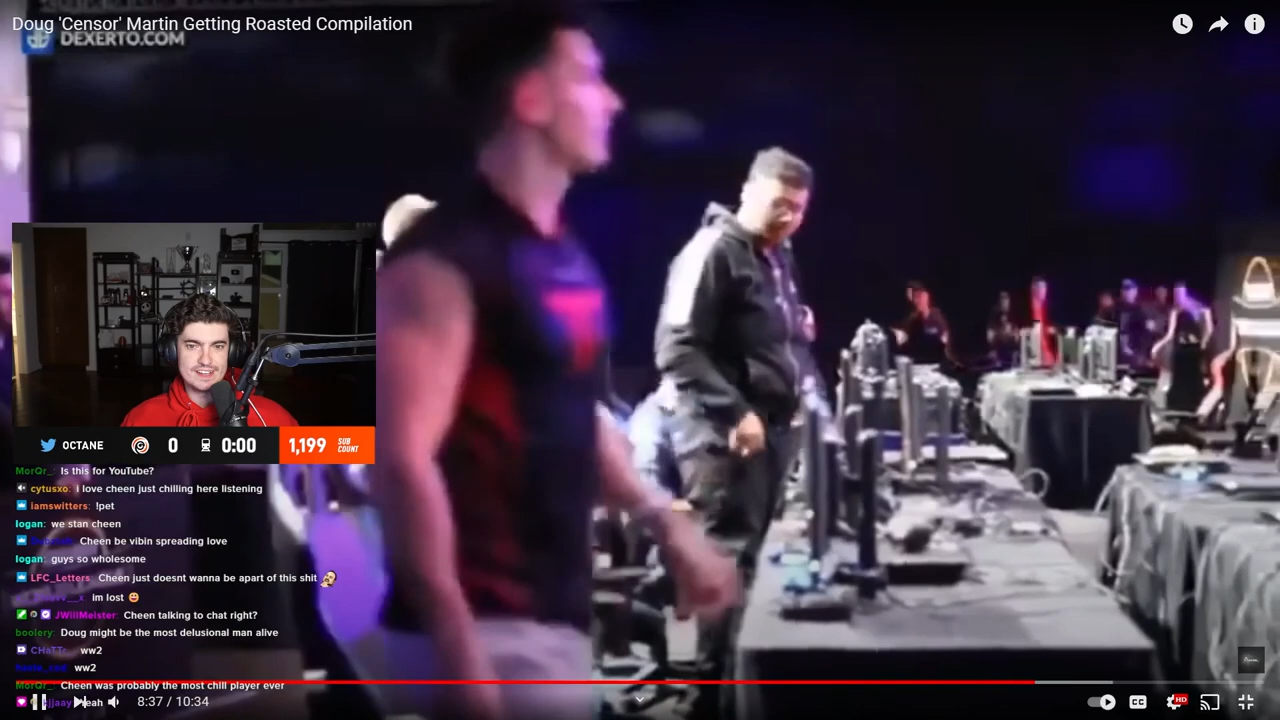 Doug 'Censor' Martin Getting Roasted Compilation
DEXERTO.COM
OCTANE
0
0:00
1,199
SUB
COUNT
MorQr_: Is this for YouTube?
cytusxo: i love cheen just chilling here listening
iamswitters: !pet
logan: we stan cheen
Cheen be vibin spreading love
logan: guys so wholesome
LFC_Letters: Cheen just doesnt wanna be apart of this shit
Im lost
JWillMeister: Cheen talking to chat right?
boolery: Doug might be the most delusional man alive
CHaTTr: ww2
ww2
MorQr_: Cheen was probably the most chill player ever
yeah
8:37 / 10:34
CC
HD